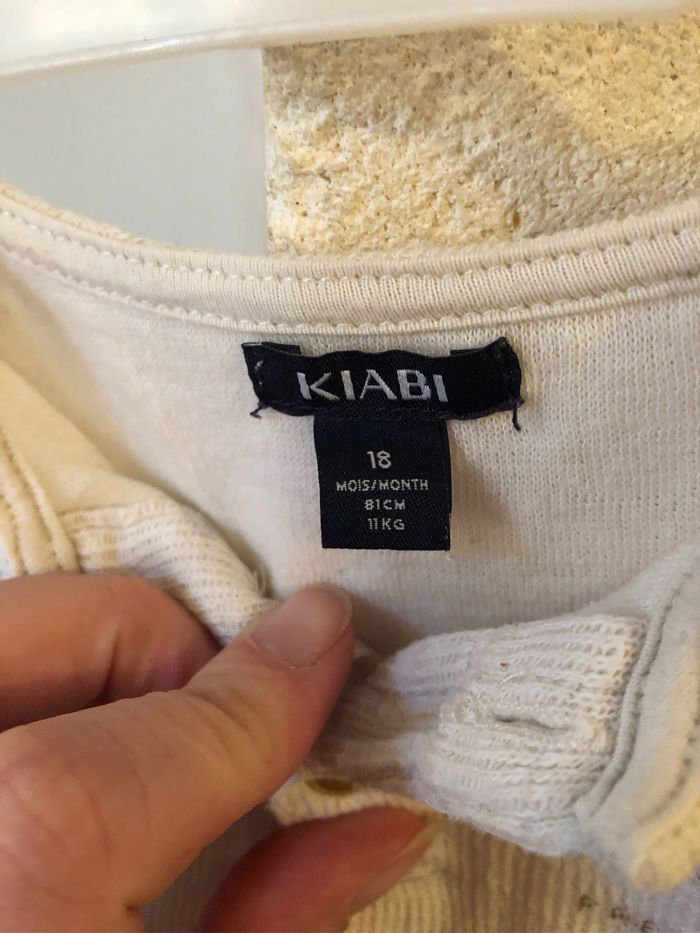 KIABI
18
MOIS/MONTH
81CM
11KG